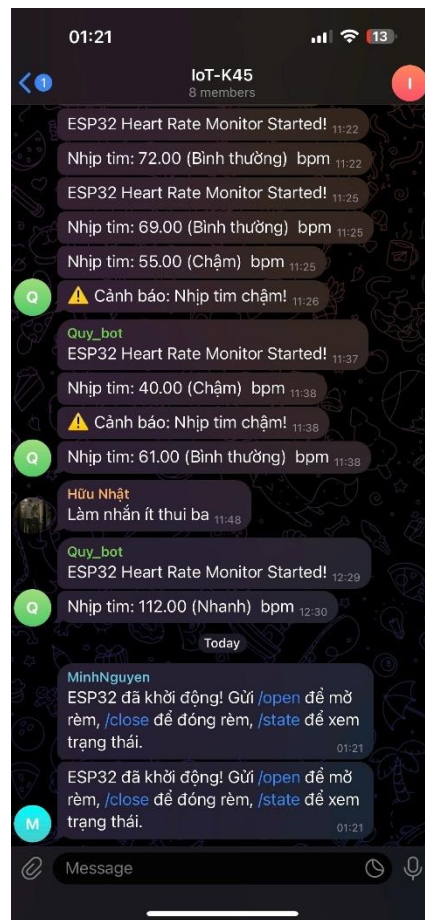 01:21
13
1
IoT-K45
8 members
I
ESP32 Heart Rate Monitor Started! 11:22
Nhịp tim: 72.00 (Bình thường) bpm 11:22
ESP32 Heart Rate Monitor Started! 11:25
Nhịp tim: 69.00 (Bình thường) bpm 11:25
Nhịp tim: 55.00 (Chậm) bpm 11:25
Q
⚠️ Cảnh báo: Nhịp tim chậm! 11:26
Quy_bot
ESP32 Heart Rate Monitor Started! 11:37
Nhịp tim: 40.00 (Chậm) bpm 11:38
⚠️ Cảnh báo: Nhịp tim chậm! 11:38
Q
Nhịp tim: 61.00 (Bình thường) bpm 11:38
Hữu Nhật
Làm nhắn ít thui ba 11:48
Quy_bot
ESP32 Heart Rate Monitor Started! 12:29
Q
Nhịp tim: 112.00 (Nhanh) bpm 12:30
Today
MinhNguyen
ESP32 đã khởi động! Gửi /open để mở
rèm, /close để đóng rèm, /state để xem
trạng thái. 01:21
ESP32 đã khởi động! Gửi /open để mở
rèm, /close để đóng rèm, /state để xem
M
trạng thái. 01:21
Message